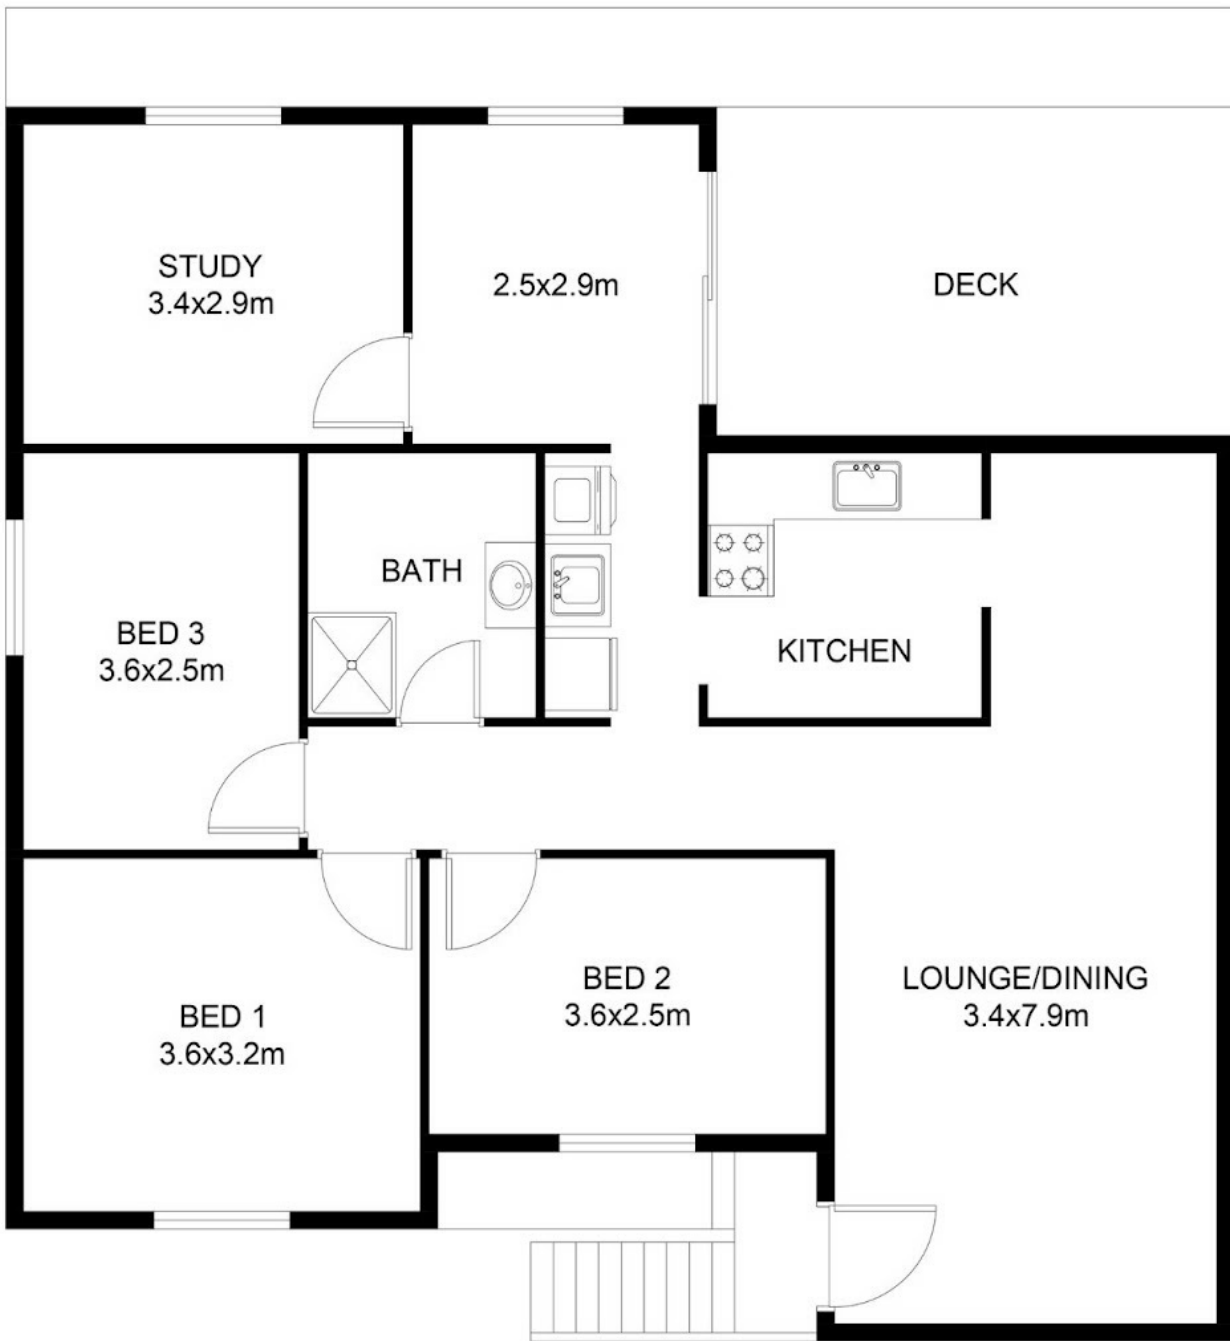 STUDY
3.4x2.9m
2.5x2.9m
DECK
BATH
BED 3
3.6x2.5m
KITCHEN
BED 1
3.6x3.2m
BED 2
3.6x2.5m
LOUNGE/DINING
3.4x7.9m